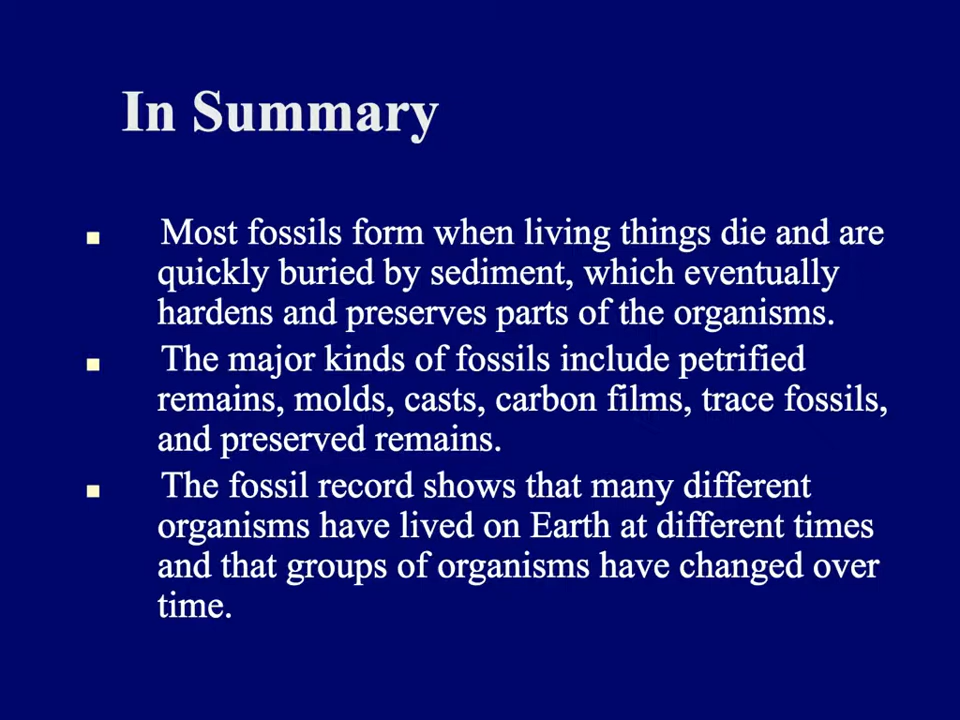 In Summary
Most fossils form when living things die and are
quickly buried by sediment, which eventually
hardens and preserves parts of the organisms.
The major kinds of fossils include petrified
remains, molds, casts, carbon films, trace fossils,
and preserved remains.
The fossil record shows that many different
organisms have lived on Earth at different times
and that groups of organisms have changed over
time.